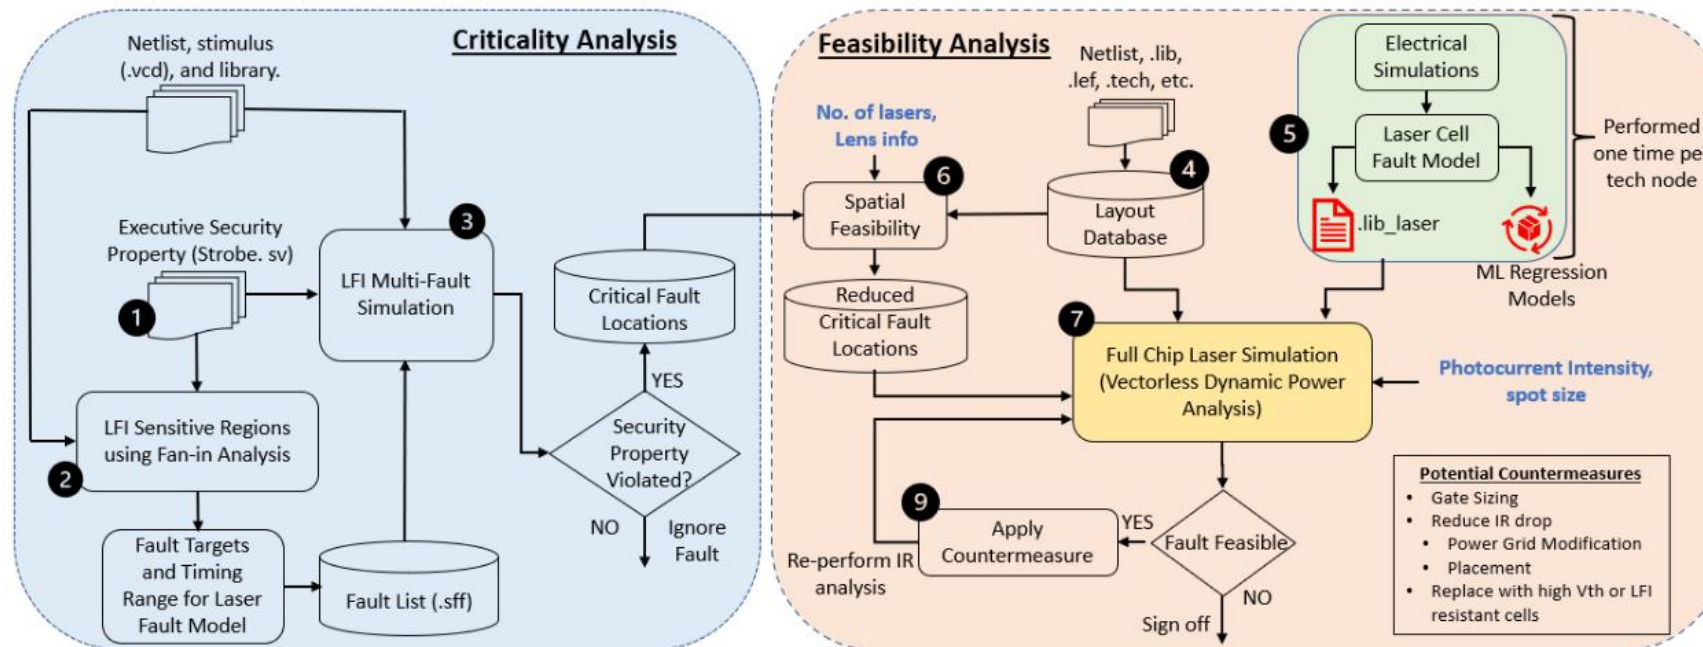 Criticality Analysis
Netlist, stimulus
(.vcd), and library.
Executive Security
Property (Strobe. sv)
1
3
LFI Multi-Fault
Simulation
LFI Sensitive Regions
using Fan-in Analysis
2
Fault Targets
and Timing
Range for Laser
Fault Model
Fault List (.sff)
Critical Fault
Locations
YES
Security
Property
Violated?
NO
Ignore
Fault
Feasibility Analysis
No. of lasers,
Lens info
6
Spatial
Feasibility
Netlist, .lib,
.lef, .tech, etc.
4
Layout
Database
Reduced
Critical Fault
Locations
5
Electrical
Simulations
Laser Cell
Fault Model
.lib_laser
ML Regression
Models
Performed
one time pe
tech node
7
Full Chip Laser Simulation
(Vectorless Dynamic Power
Analysis)
Photocurrent Intensity,
spot size
9
Apply
Countermeasure
YES
Fault Feasible
NO
Sign off
Re-perform IR
analysis
Potential Countermeasures
• Gate Sizing
• Reduce IR drop
• Power Grid Modification
• Placement
• Replace with high Vth or LFI
resistant cells